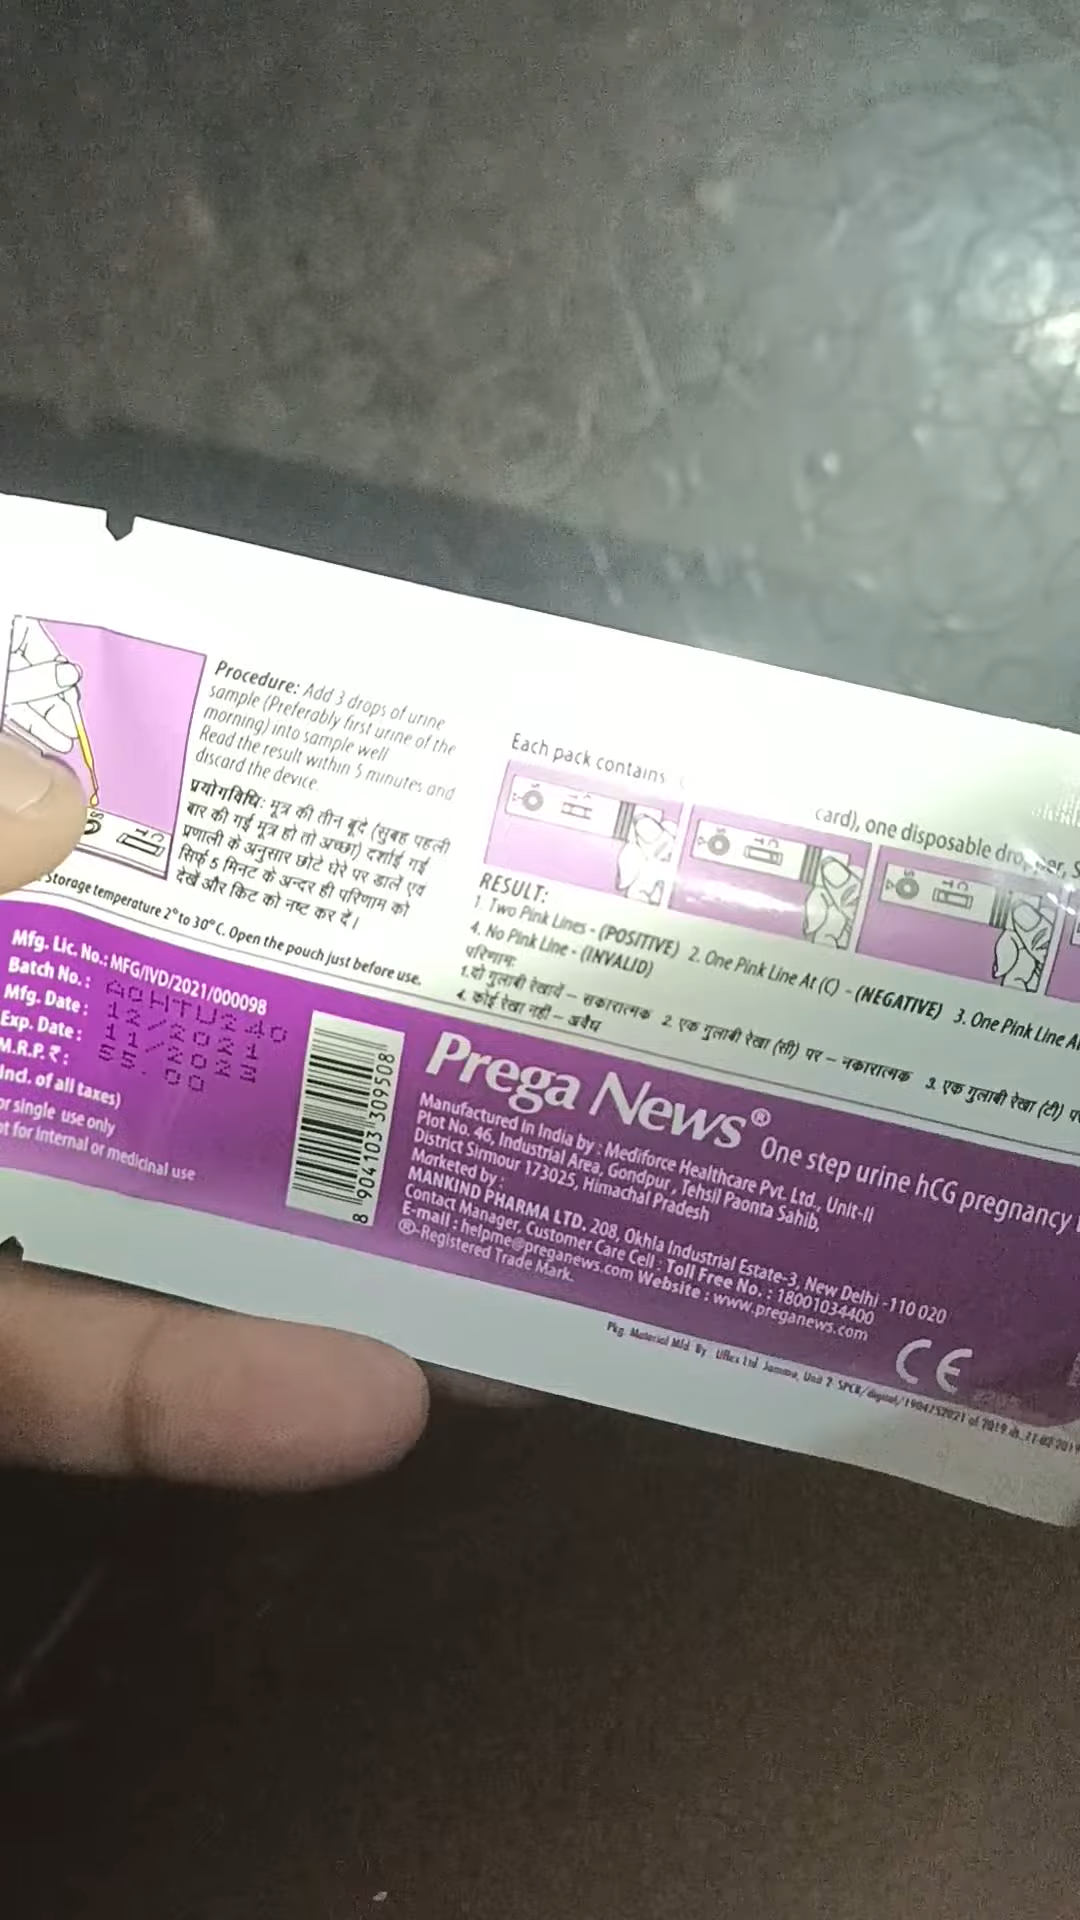 Procedure: Add 3 drops of urine
sample (Preferably first urine of the
morning) into sample well
Read the result within 5 minutes and
discard the device.
प्रयोगविधि: मूत्र की तीन बूंदे (सुबह पहली
बार की गई मूत्र हो तो अच्छा) दर्शाई गई
प्रणाली के अनुसार छोटे घेरे पर डालें एवं
सिर्फ 5 मिनट के अन्दर ही परिणाम को
देखें और किट को नष्ट कर दें।
Storage temperature 2° to 30°C. Open the pouch just before use.
Each pack contains
card), one disposable
RESULT:
1. Two Pink Lines - (POSITIVE) 2. One Pink Line At (C) - (NEGATIVE) 3. One Pink Line
4. No Pink Line - (INVALID)
परिणाम:
1. दो गुलाबी रेखायें – सकारात्मक 2. एक गुलाबी रेखा (सी) पर – नकारात्मक 3. एक गुलाबी रेखा (टी)
4. कोई रेखा नहीं – अवैध
Mfg. Lic. No.: MFG/IVD/2021/000098
Batch No.: AOHTU240
Mfg. Date: 12/2021
Exp. Date: 11/2023
M.R.P. ₹: 55.00
Incl. of all taxes)
single use only
for internal or medicinal use
8 904103 309508
Prega News® One step urine hCG pregnancy
Manufactured in India by : Mediforce Healthcare Pvt. Ltd., Unit-II
Plot No. 46, Industrial Area, Gondpur, Tehsil Paonta Sahib,
District Sirmour 173025, Himachal Pradesh
Marketed by :
MANKIND PHARMA LTD. 208, Okhla Industrial Estate-3, New Delhi -110 020
Contact Manager, Customer Care Cell : Toll Free No. : 18001034400
E-mail : helpme@preganews.com Website : www.preganews.com
®-Registered Trade Mark.
CE
Pkg. Material Mfd. By : Uflex Ltd. Jammu, Unit 2